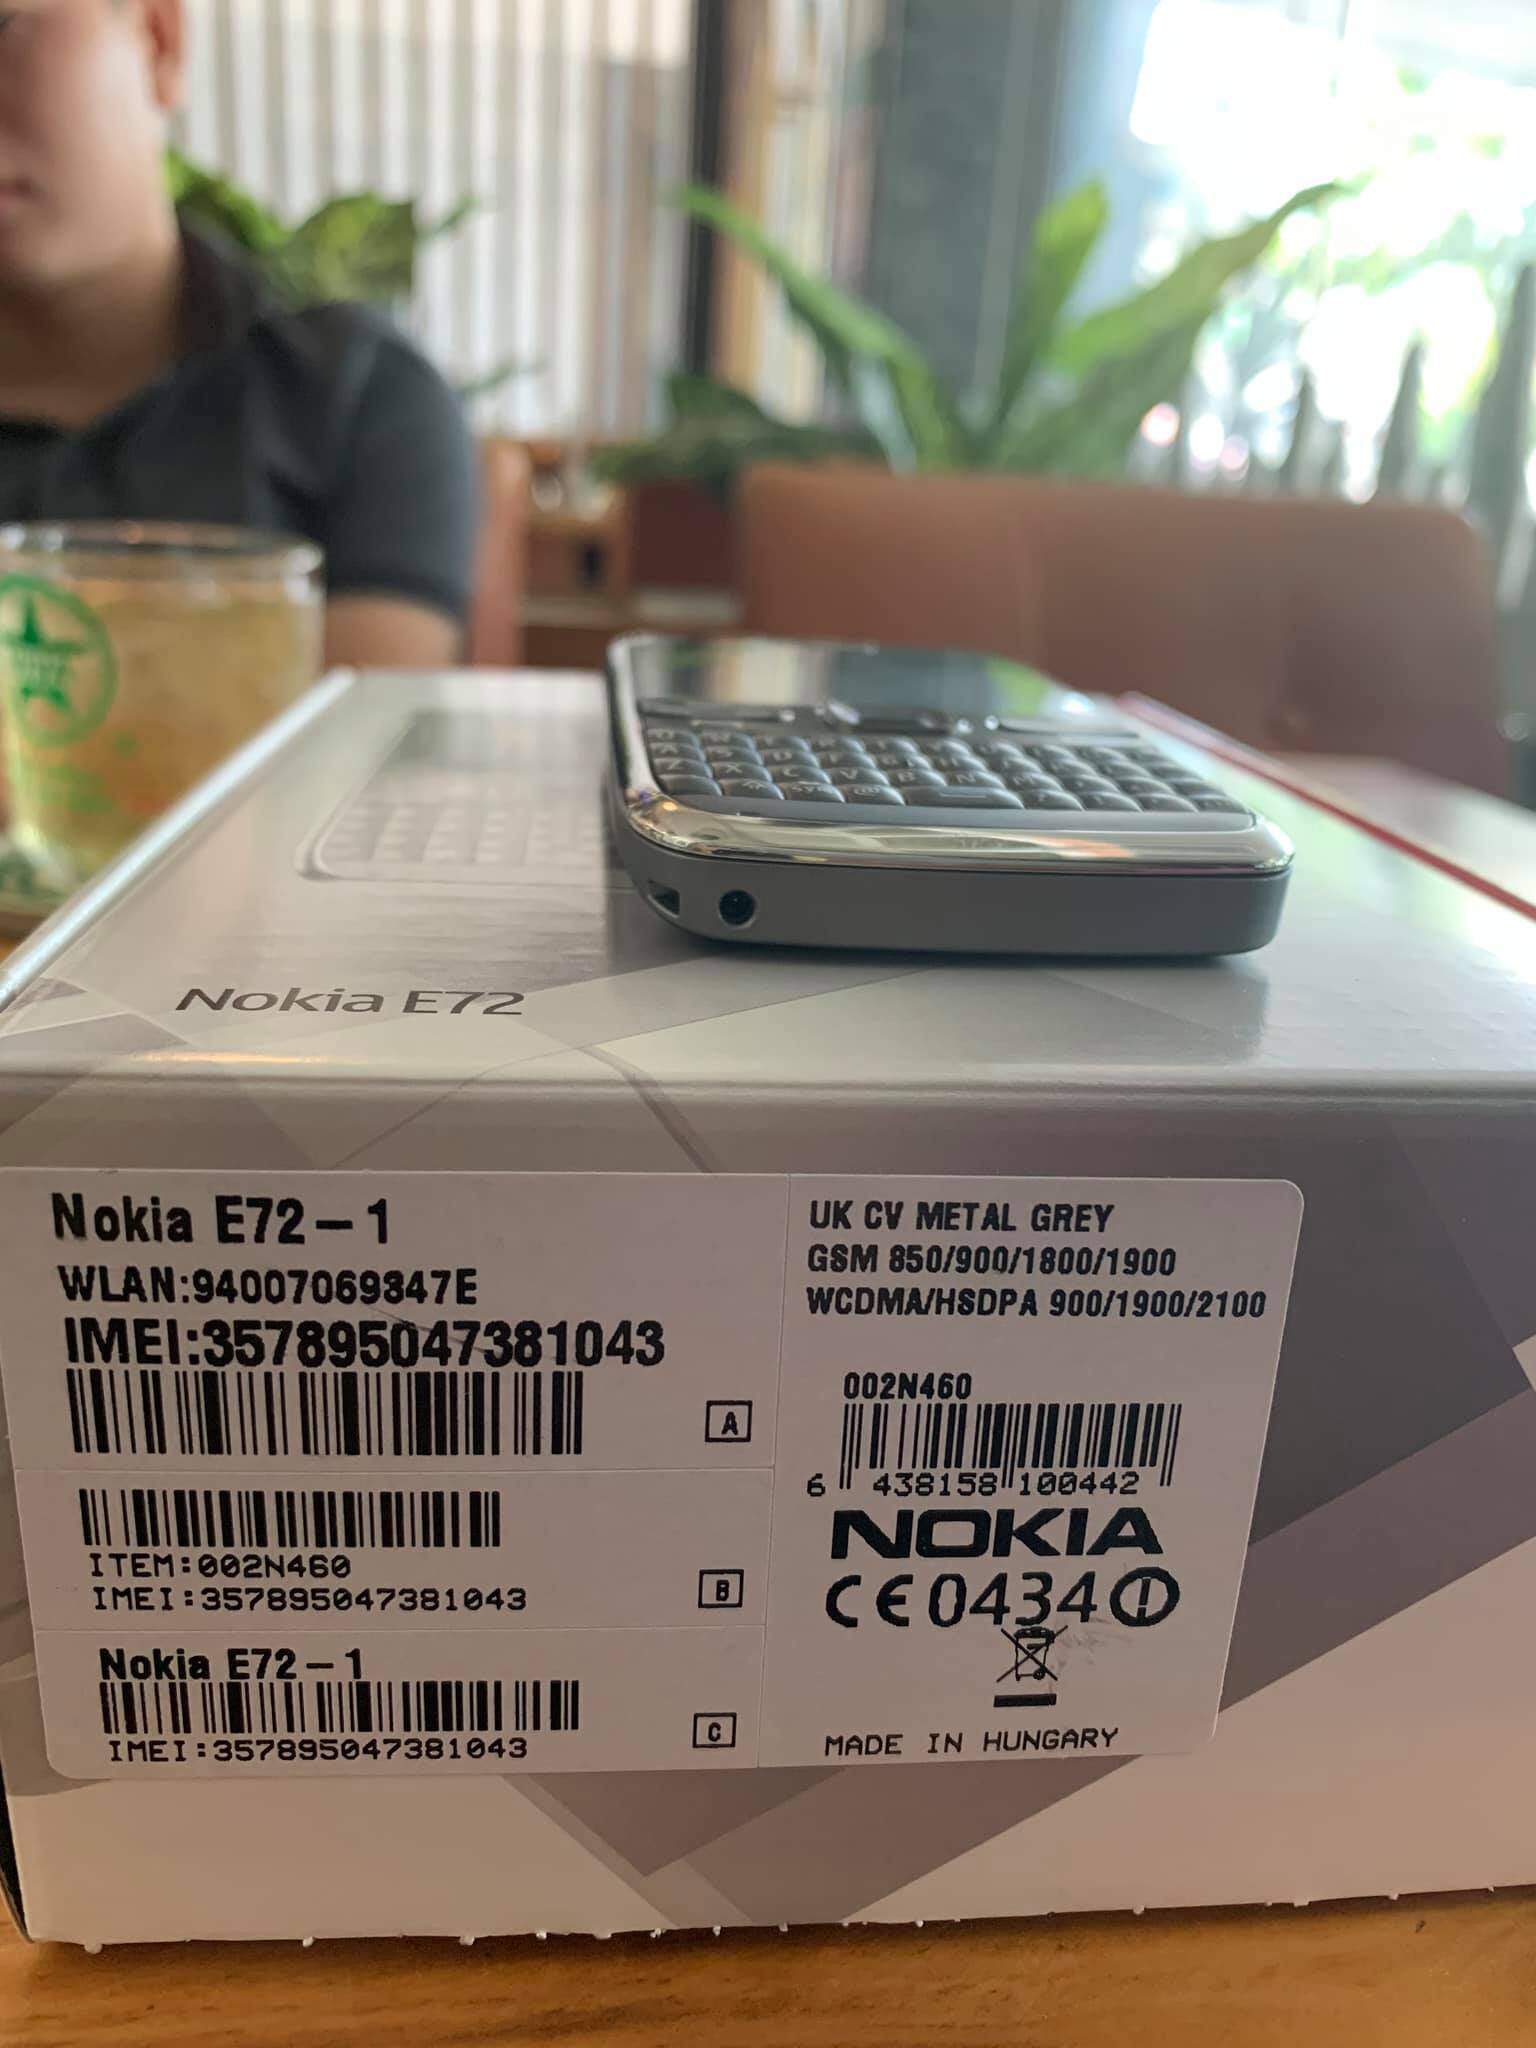 Nokia E72
Nokia E72-1
WLAN:94007069847E
IMEI:357895047381043
A
ITEM:002N460
IMEI:357895047381043
B
Nokia E72-1
IMEI:357895047381043
C
UK CV METAL GREY
GSM 850/900/1800/1900
WCDMA/HSDPA 900/1900/2100
002N460
6 438158 100442
NOKIA
CE0434
MADE IN HUNGARY